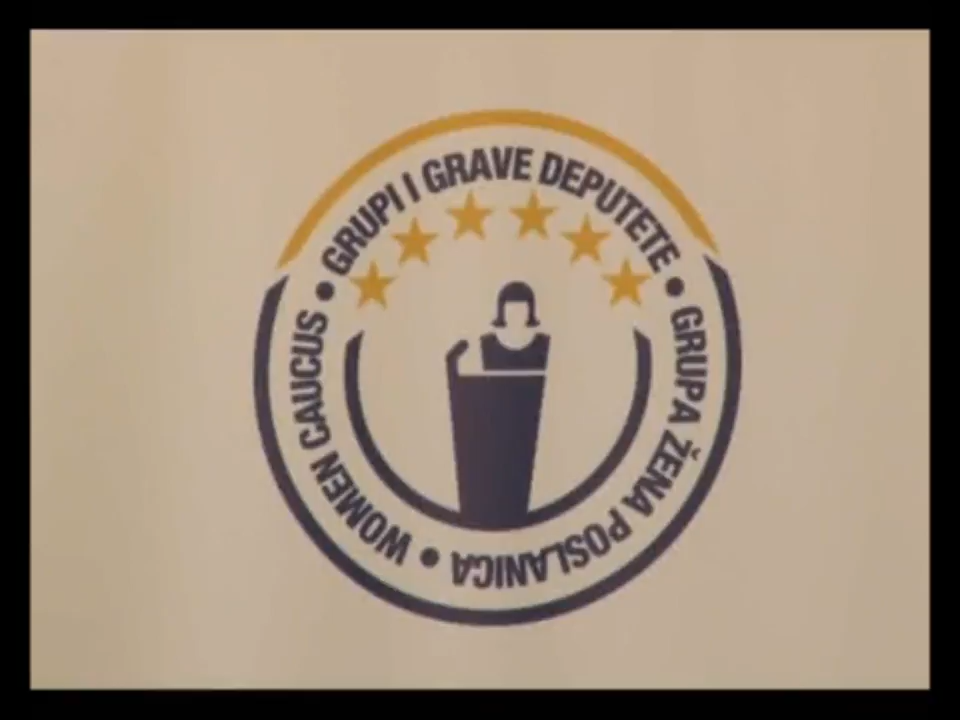 GRUPI I GRAVE DEPUTETE
GRUPA ŽENA POSLANICA
WOMEN CAUCUS